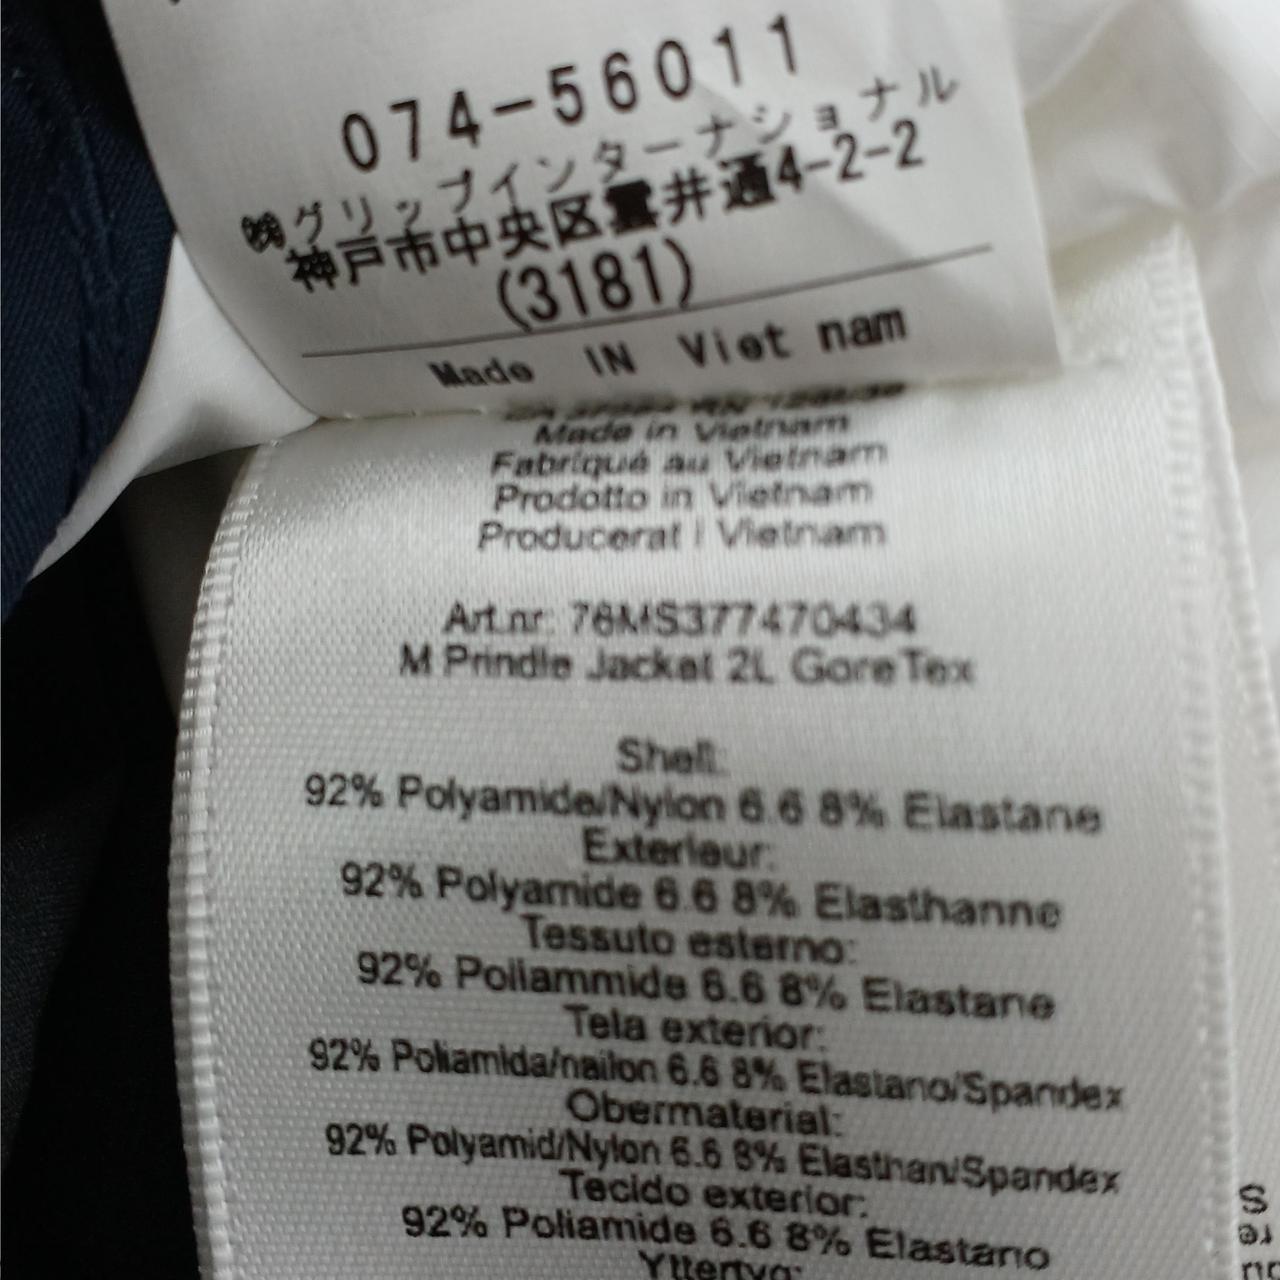 074-56011
㈱グリップインターナショナル
神戸市中央区雲井通4-2-2
(3181)
Made IN Viet nam
Made in Vietnam
Fabriqué au Vietnam
Prodotto in Vietnam
Producerat i Vietnam
Art.nr: 76MS377470434
M Prindle Jacket 2L GoreTex
Shell:
92% Polyamide/Nylon 6.6 8% Elastane
Exterieur:
92% Polyamide 6.6 8% Elasthanne
Tessuto esterno:
92% Poliammide 6.6 8% Elastane
Tela exterior:
92% Poliamida/nailon 6.6 8% Elastano/Spandex
Obermaterial:
92% Polyamid/Nylon 6.6 8% Elasthan/Spandex
Tecido exterior:
92% Poliamide 6.6 8% Elastano
Yttertyg: